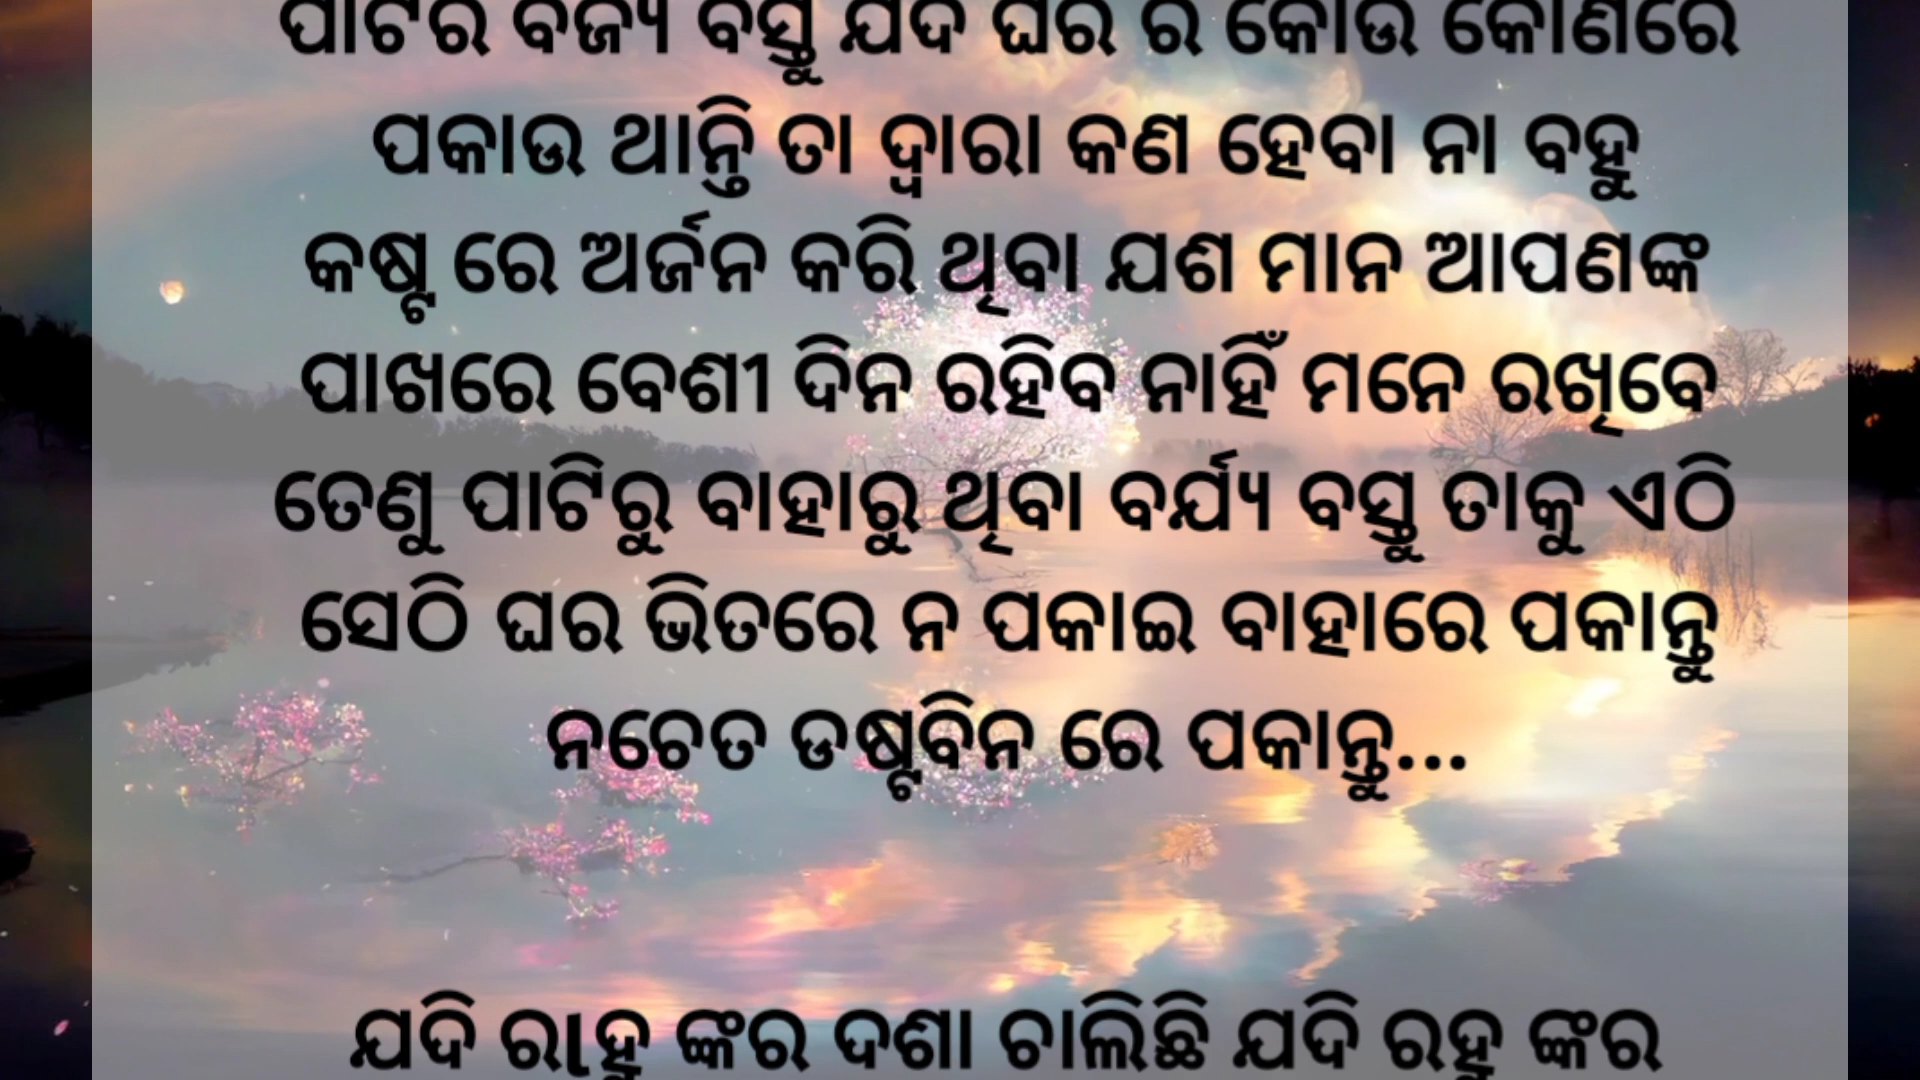 ପାଟିର ବର୍ଜ୍ୟ ବସ୍ତୁ ଯଦି ଘର ର କୋଉ କୋଣରେ
ପକାଉ ଥାନ୍ତି ତା ଦ୍ୱାରା କଣ ହେବା ନା ବହୁ
କଷ୍ଟ ରେ ଅର୍ଜନ କରି ଥିବା ଯଶ ମାନ ଆପଣଙ୍କ
ପାଖରେ ବେଶୀ ଦିନ ରହିବ ନାହିଁ ମନେ ରଖିବେ
ତେଣୁ ପାଟିରୁ ବାହାରୁ ଥିବା ବର୍ଯ୍ୟ ବସ୍ତୁ ତାକୁ ଏଠି
ସେଠି ଘର ଭିତରେ ନ ପକାଇ ବାହାରେ ପକାନ୍ତୁ
ନଚେତ ଡଷ୍ଟବିନ ରେ ପକାନ୍ତୁ...
ଯଦି ରାହୁ ଙ୍କର ଦଶା ଚାଲିଛି ଯଦି ରହୁ ଙ୍କର